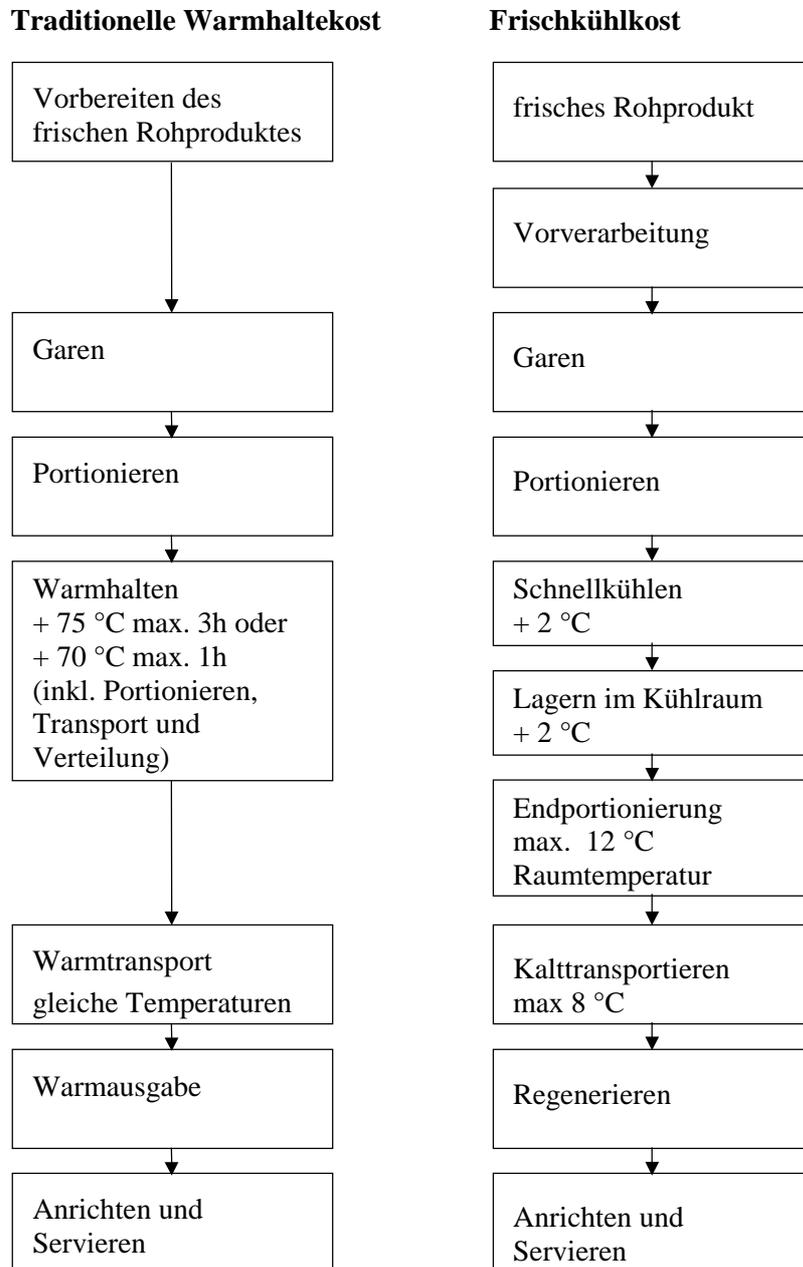 Traditionelle Warmhaltekost
Vorbereiten des
frischen Rohproduktes
Garen
Portionieren
Warmhalten
+ 75 °C max. 3h oder
+ 70 °C max. 1h
(inkl. Portionieren,
Transport und
Verteilung)
Warmtransport
gleiche Temperaturen
Warmausgabe
Anrichten und
Servieren
Frischkühlkost
frisches Rohprodukt
Vorverarbeitung
Garen
Portionieren
Schnellkühlen
+ 2 °C
Lagern im Kühlraum
+ 2 °C
Endportionierung
max.  12 °C
Raumtemperatur
Kalttransportieren
max 8 °C
Regenerieren
Anrichten und
Servieren